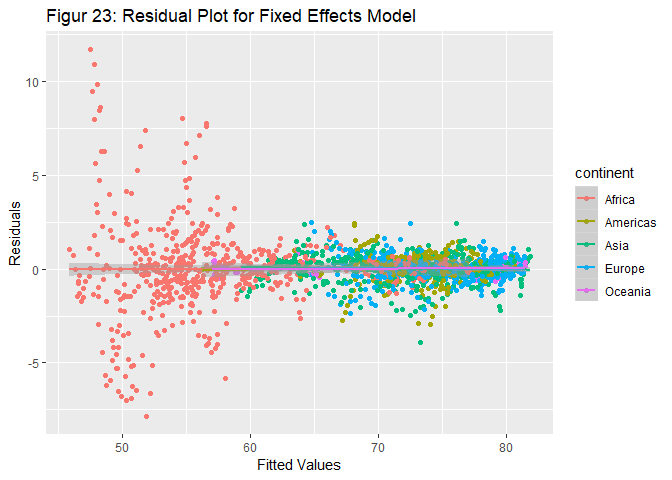 Figur 23: Residual Plot for Fixed Effects Model
10
5
0
-5
Residuals
50
60
70
80
Fitted Values
continent
Africa
Americas
Asia
Europe
Oceania